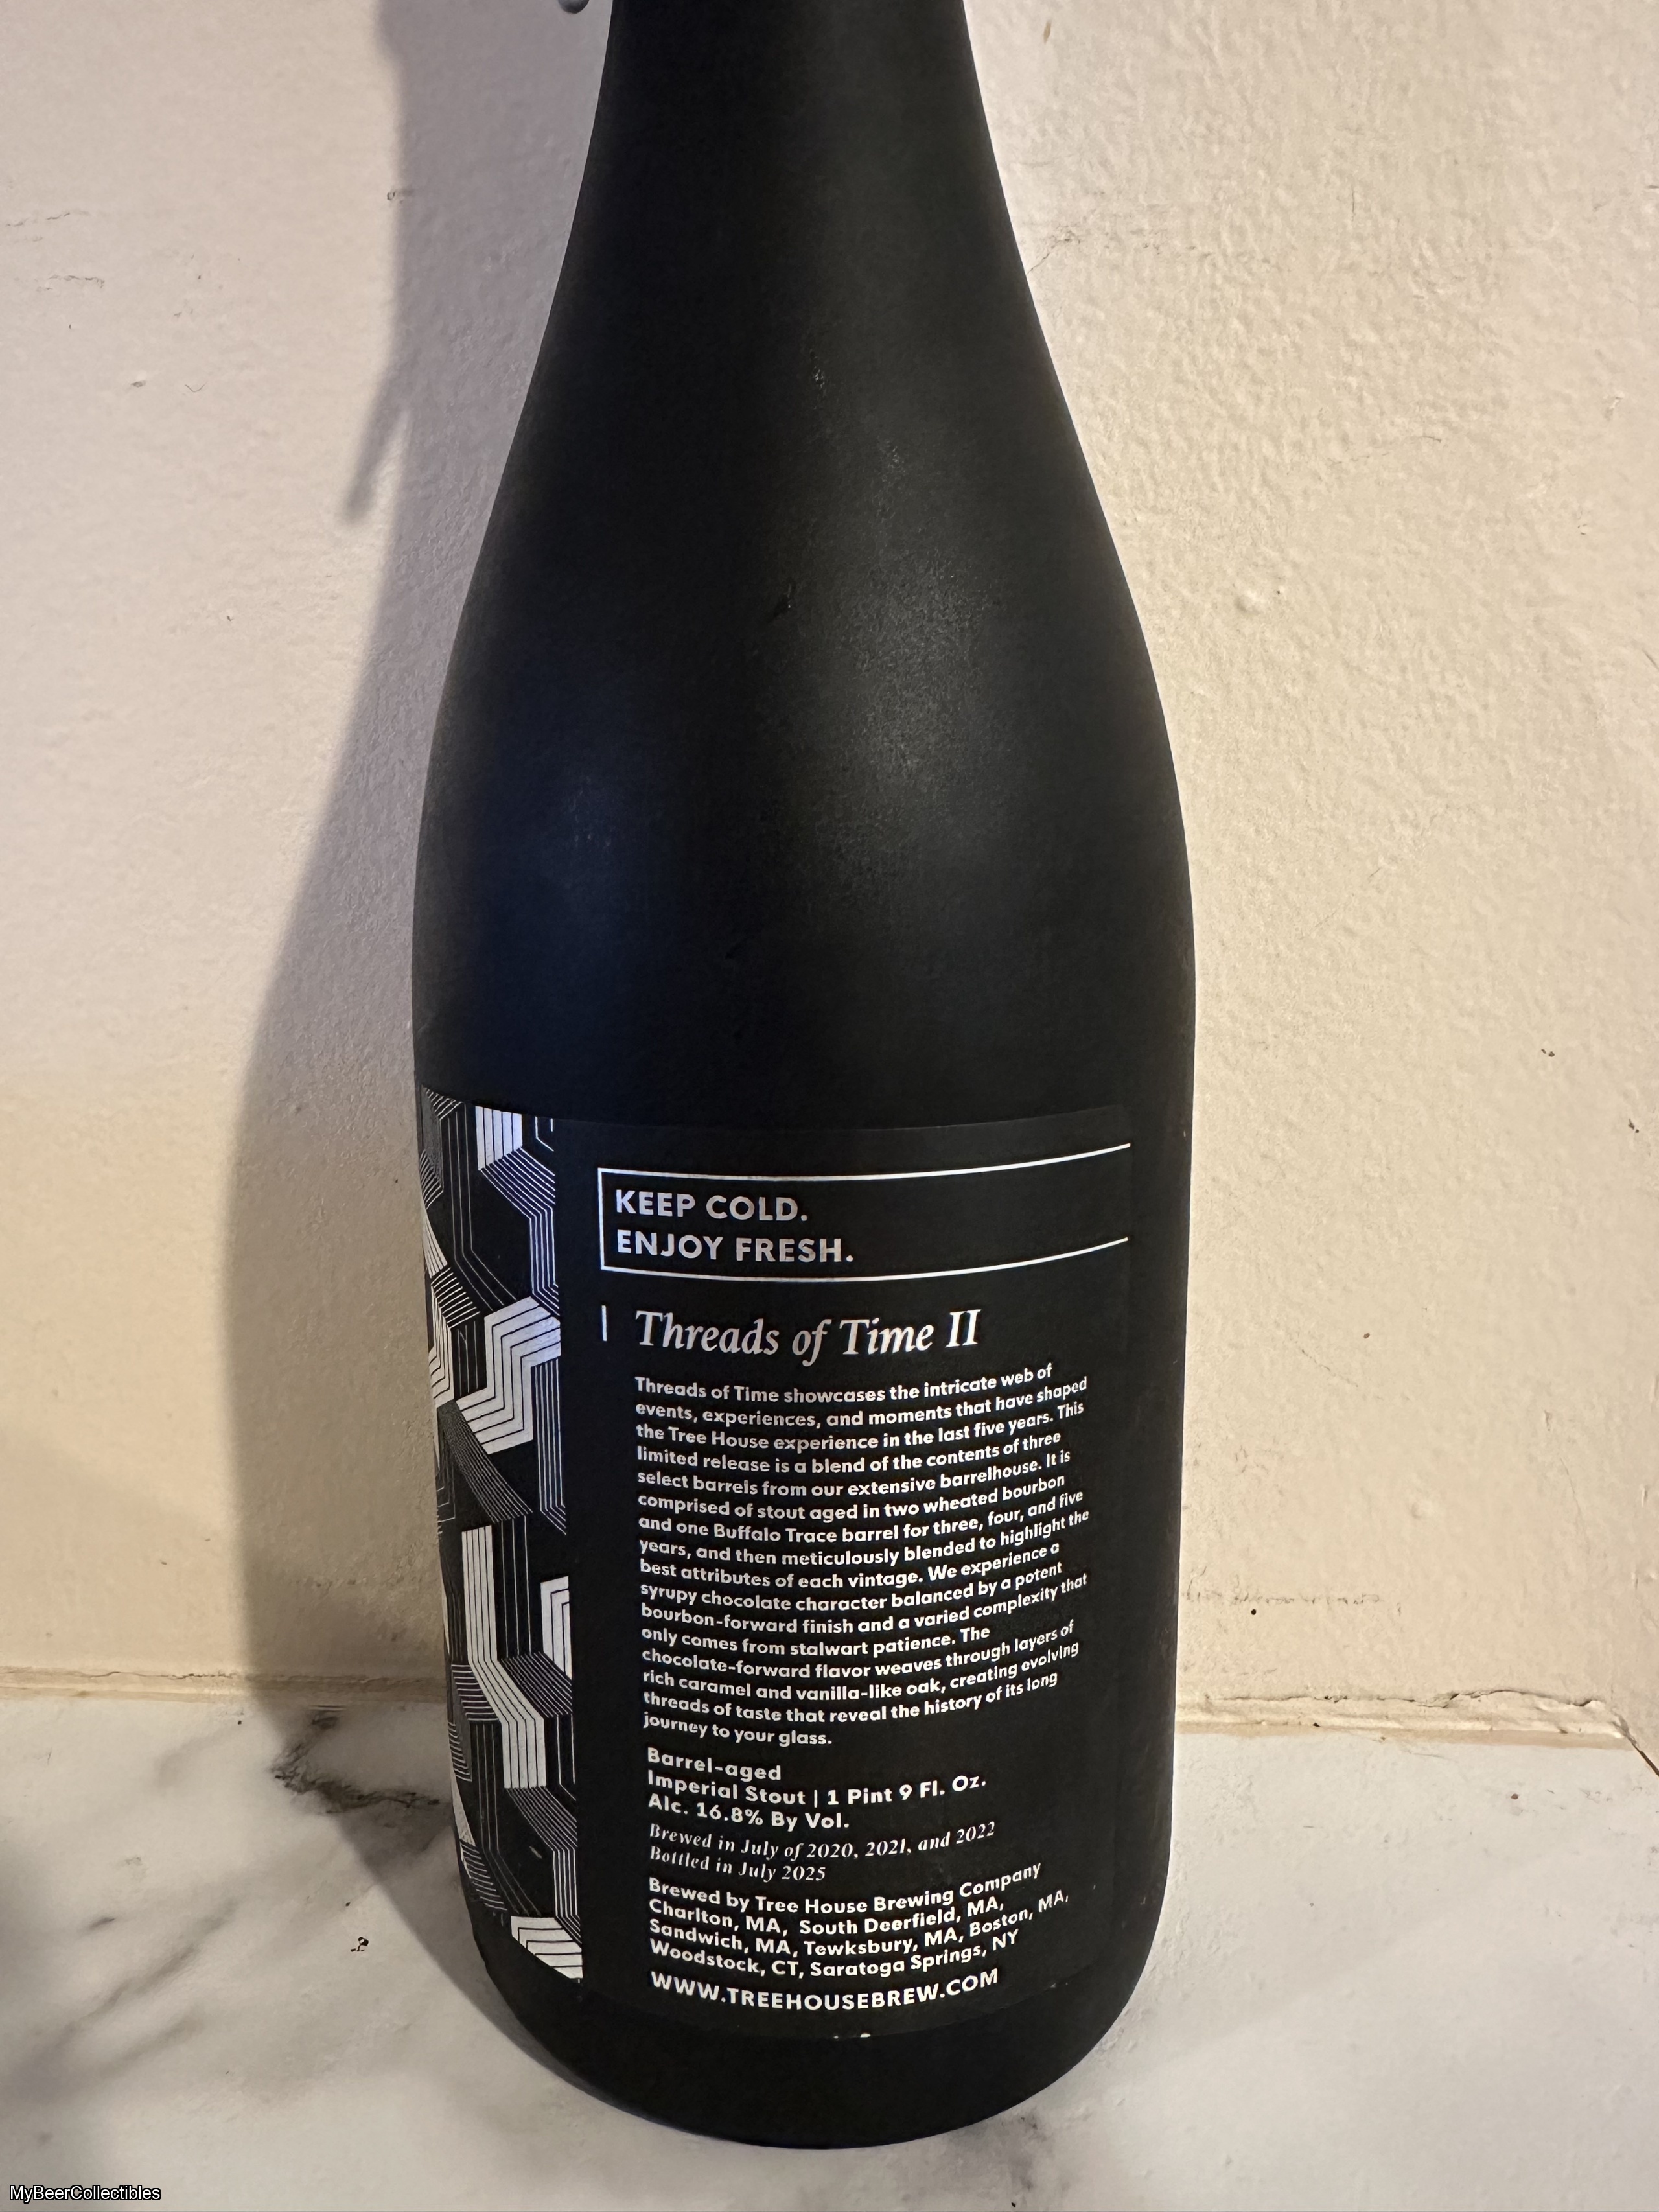 KEEP COLD.
ENJOY FRESH.
Threads of Time II
Threads of Time showcases the intricate web of
events, experiences, and moments that have shaped
the Tree House experience in the last five years. This
limited release is a blend of the contents of three
select barrels from our extensive barrelhouse. It is
comprised of stout aged in two wheated bourbon
and one Buffalo Trace barrel for three, four, and five
years, and then meticulously blended to highlight the
best attributes of each vintage. We experience a
syrupy chocolate character balanced by a potent
bourbon-forward finish and a varied complexity that
only comes from stalwart patience. The
chocolate-forward flavor weaves through layers of
rich caramel and vanilla-like oak, creating evolving
threads of taste that reveal the history of its long
journey to your glass.
Barrel-aged
Imperial Stout | 1 Pint 9 Fl. Oz.
Alc. 16.8% By Vol.
Brewed in July of 2020, 2021, and 2022
Bottled in July 2025
Brewed by Tree House Brewing Company
Charlton, MA, South Deerfield, MA,
Sandwich, MA, Tewksbury, MA, Boston, MA,
Woodstock, CT, Saratoga Springs, NY
WWW.TREEHOUSEBREW.COM
MyBeerCollectibles